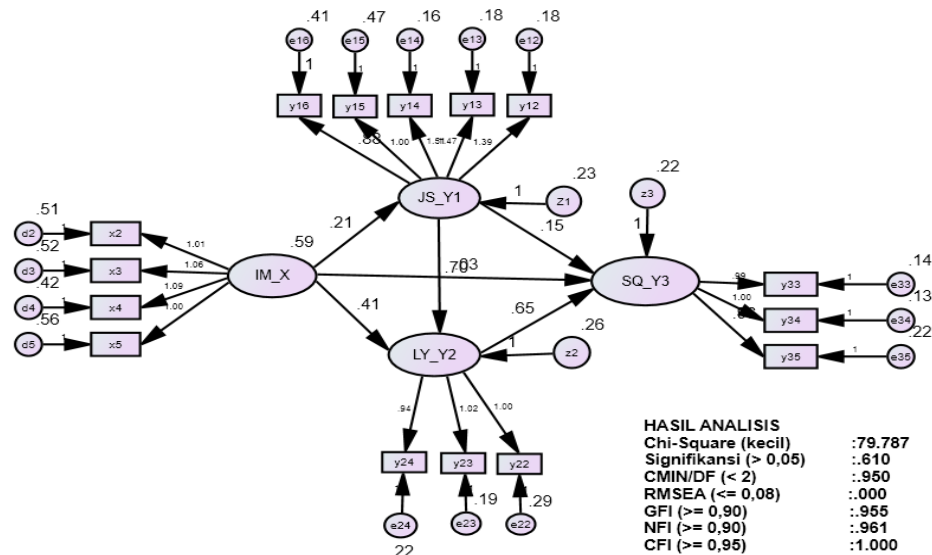 .41 .47 .16 .18 .18
e16 e15 e14 e13 e12
1 1 1 1 1
y16 y15 y14 y13 y12
1.00 1.39
JS_Y1 1 Z1 .23
z3 .22
1
.51
d2 1 x2 1.01
.52
d3 1 x3 1.06
.42
d4 1 x4 1.09
.56
d5 1 x5 1.00
.59
IM_X
.21
.15
.41
.65
SQ_Y3
.99 y33 1 e33 .14
1.00 y34 1 e34 .13
y35 1 e35 .22
LY_Y2 1 z2 .26
.94 1.02 1.00
y24 y23 y22
.19 .29
e24 e23 e22
22
HASIL ANALISIS
Chi-Square (kecil) :79.787
Signifikansi (> 0,05) :.610
CMIN/DF (< 2) :.950
RMSEA (<= 0,08) :.000
GFI (>= 0,90) :.955
NFI (>= 0,90) :.961
CFI (>= 0,95) :1.000